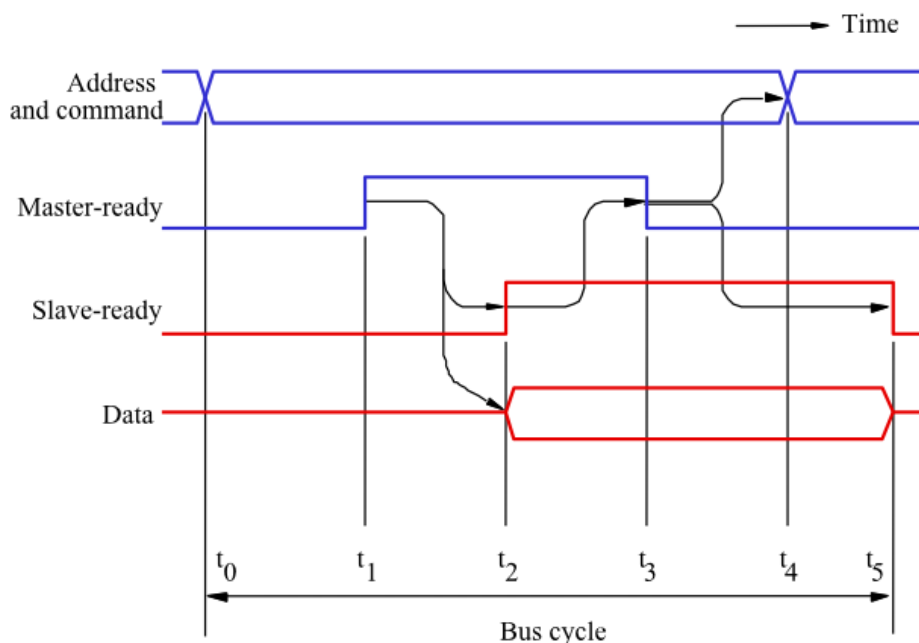 Time
Address
and command
Master-ready
Slave-ready
Data
t0 t1 t2 t3 t4 t5
Bus cycle